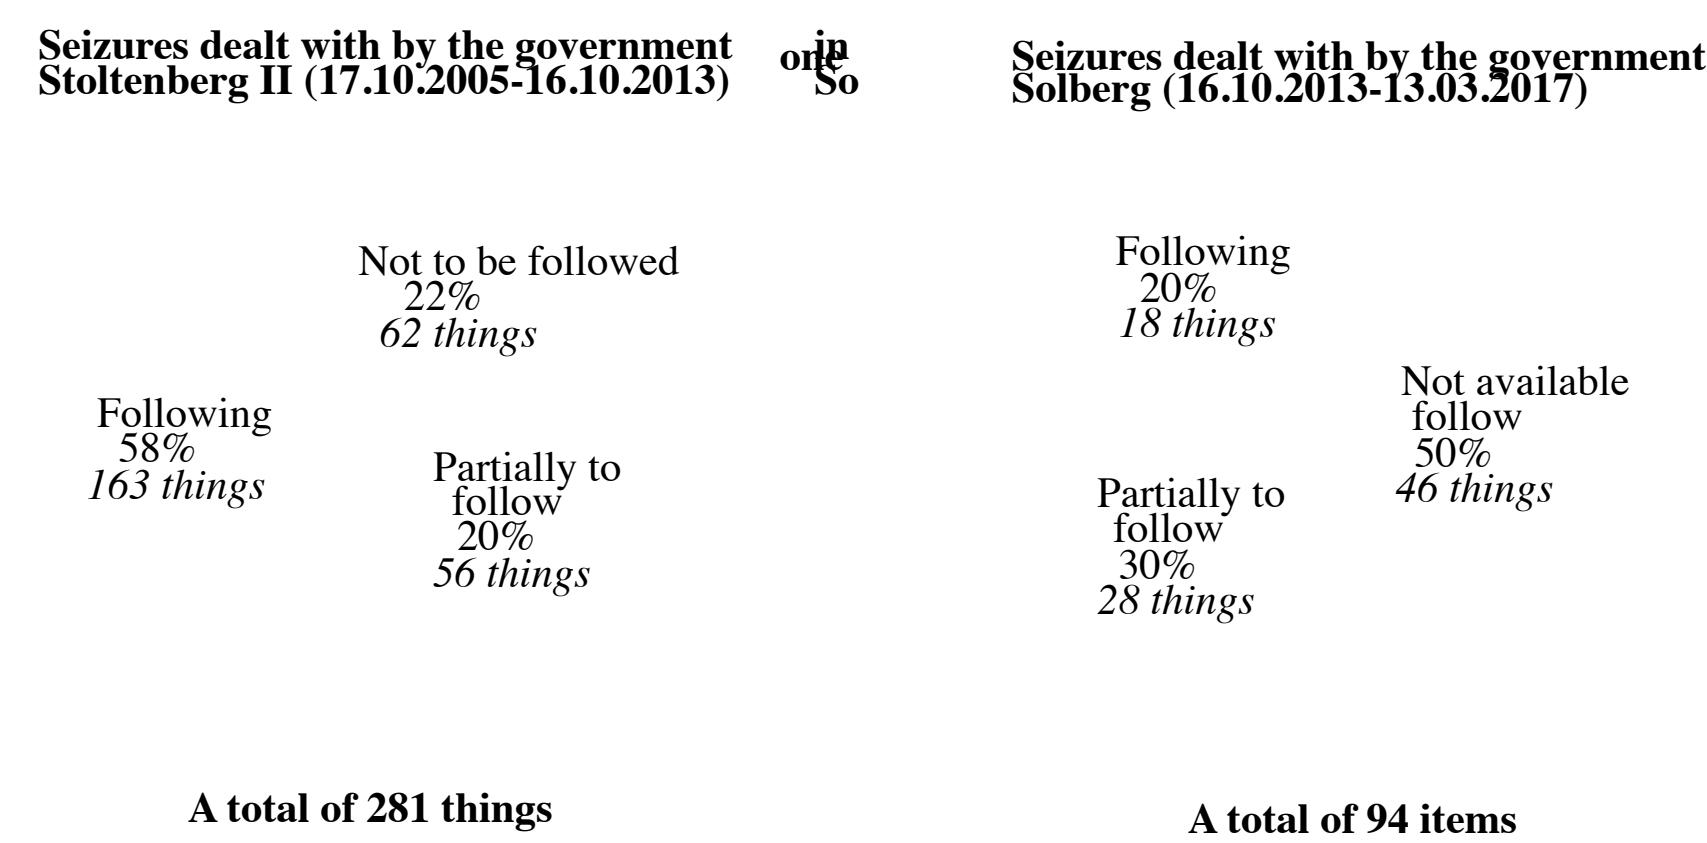 Seizures dealt with by the government
Stoltenberg II (17.10.2005-16.10.2013)
one
in
So
Seizures dealt with by the government
Solberg (16.10.2013-13.03.2017)
Not to be followed
22%
62 things
Following
58%
163 things
Partially to
follow
20%
56 things
A total of 281 things
Following
20%
18 things
Not available
follow
50%
46 things
Partially to
follow
30%
28 things
A total of 94 items